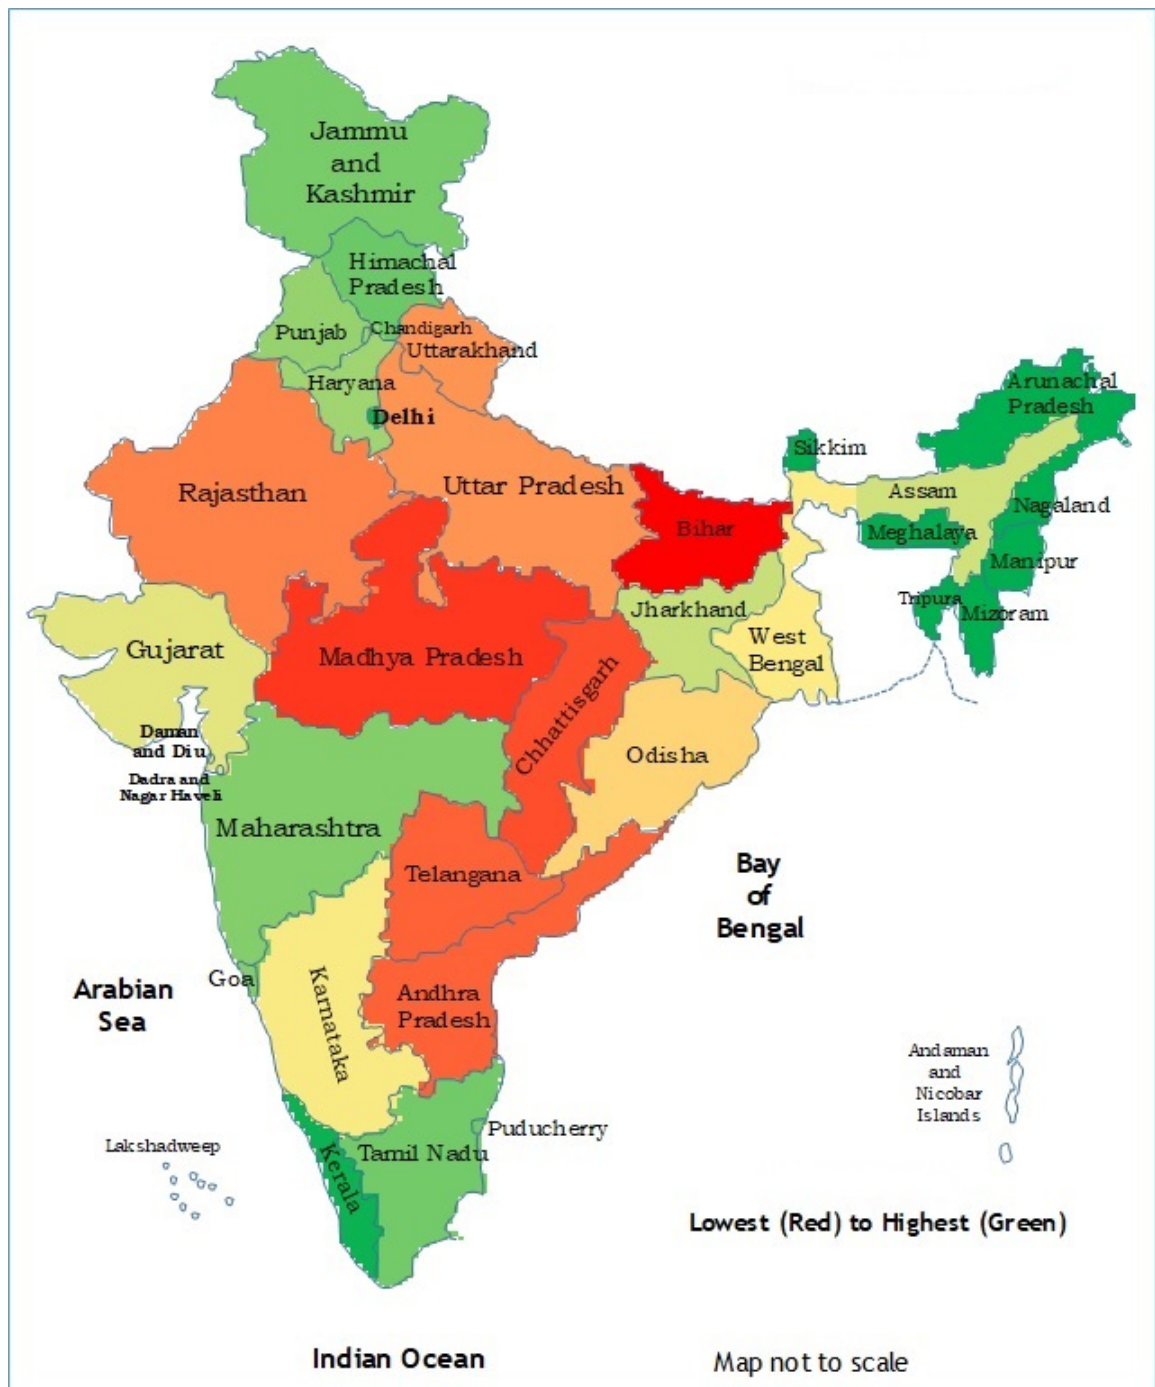 Jammu
and
Kashmir
Himachal
Pradesh
Punjab
Chandigarh
Uttarakhand
Haryana
Delhi
Arunachal
Pradesh
Sikkim
Rajasthan
Uttar Pradesh
Assam
Nagaland
Bihar
Meghalaya
Manipur
Tripura
Mizoram
Jharkhand
Gujarat
Madhya Pradesh
West
Bengal
Chhattisgarh
Daman
and Diu
Odisha
Dadra and
Nagar Haveli
Maharashtra
Telangana
Bay
of
Bengal
Goa
Karnataka
Arabian
Sea
Andhra
Pradesh
Andaman
and
Nicobar
Islands
Puducherry
Lakshadweep
Kerala
Tamil Nadu
Lowest (Red) to Highest (Green)
Indian Ocean
Map not to scale